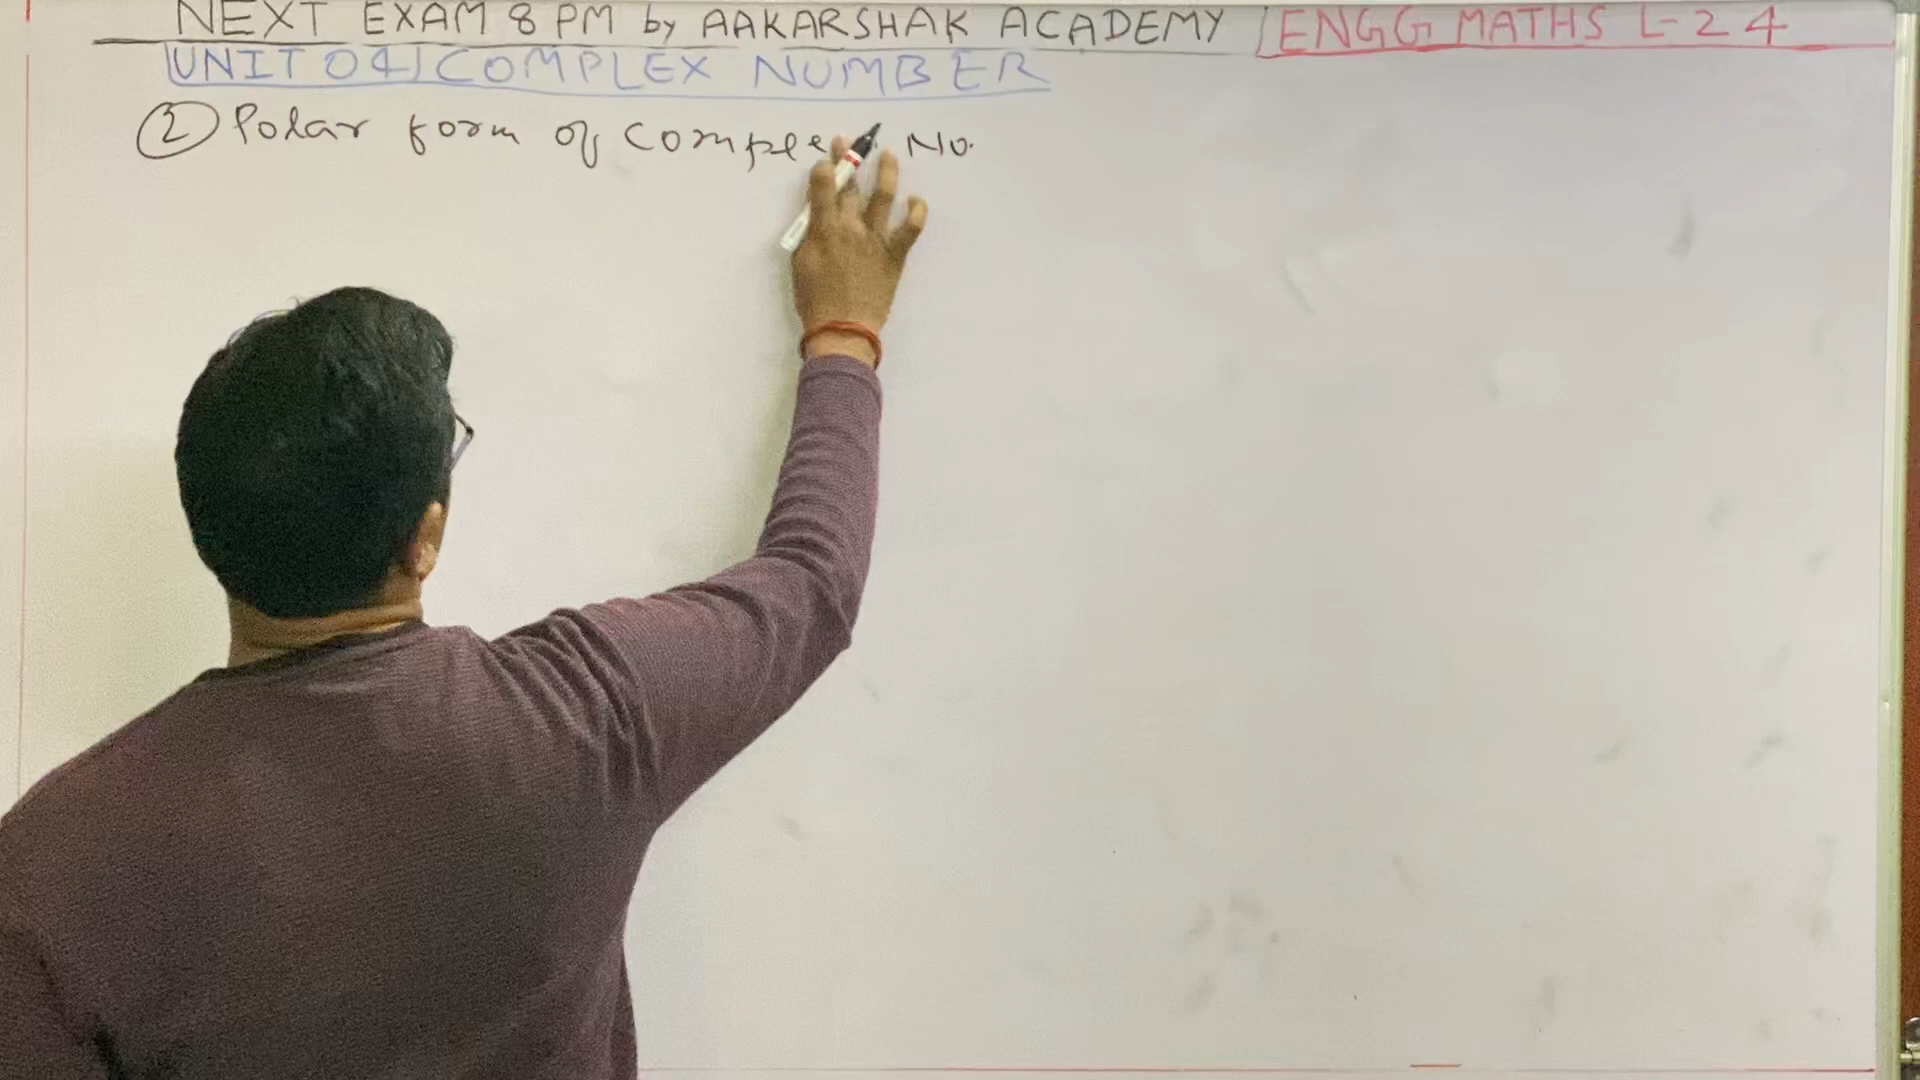 NEXT EXAM 8 PM by AAKARSHAK ACADEMY ENGG MATHS L-24
UNIT 04 COMPLEX NUMBER
② Polar form of No.